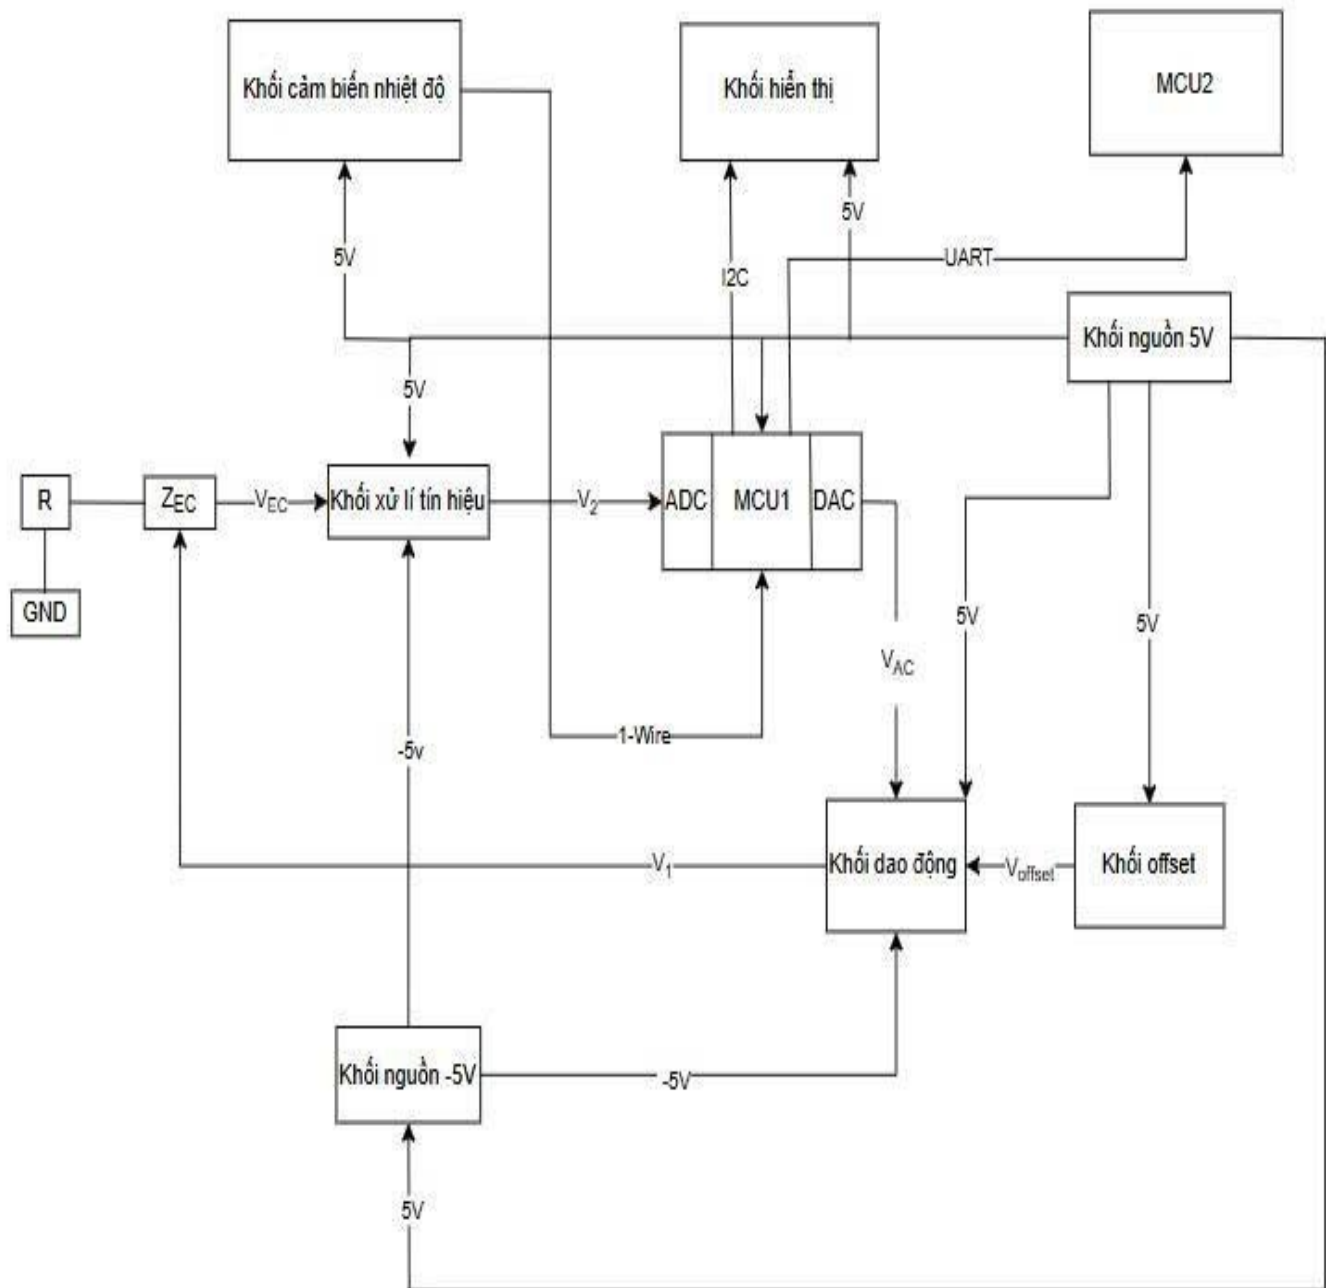 Khối cảm biến nhiệt độ
Khối hiển thị
MCU2
5V
I2C
5V
UART
Khối nguồn 5V
5V
R
ZEC
VEC
Khối xử lí tín hiệu
V2
ADC
MCU1
DAC
GND
5V
5V
VAC
1-Wire
-5v
V1
Khối dao động
Voffset
Khối offset
Khối nguồn -5V
-5V
5V